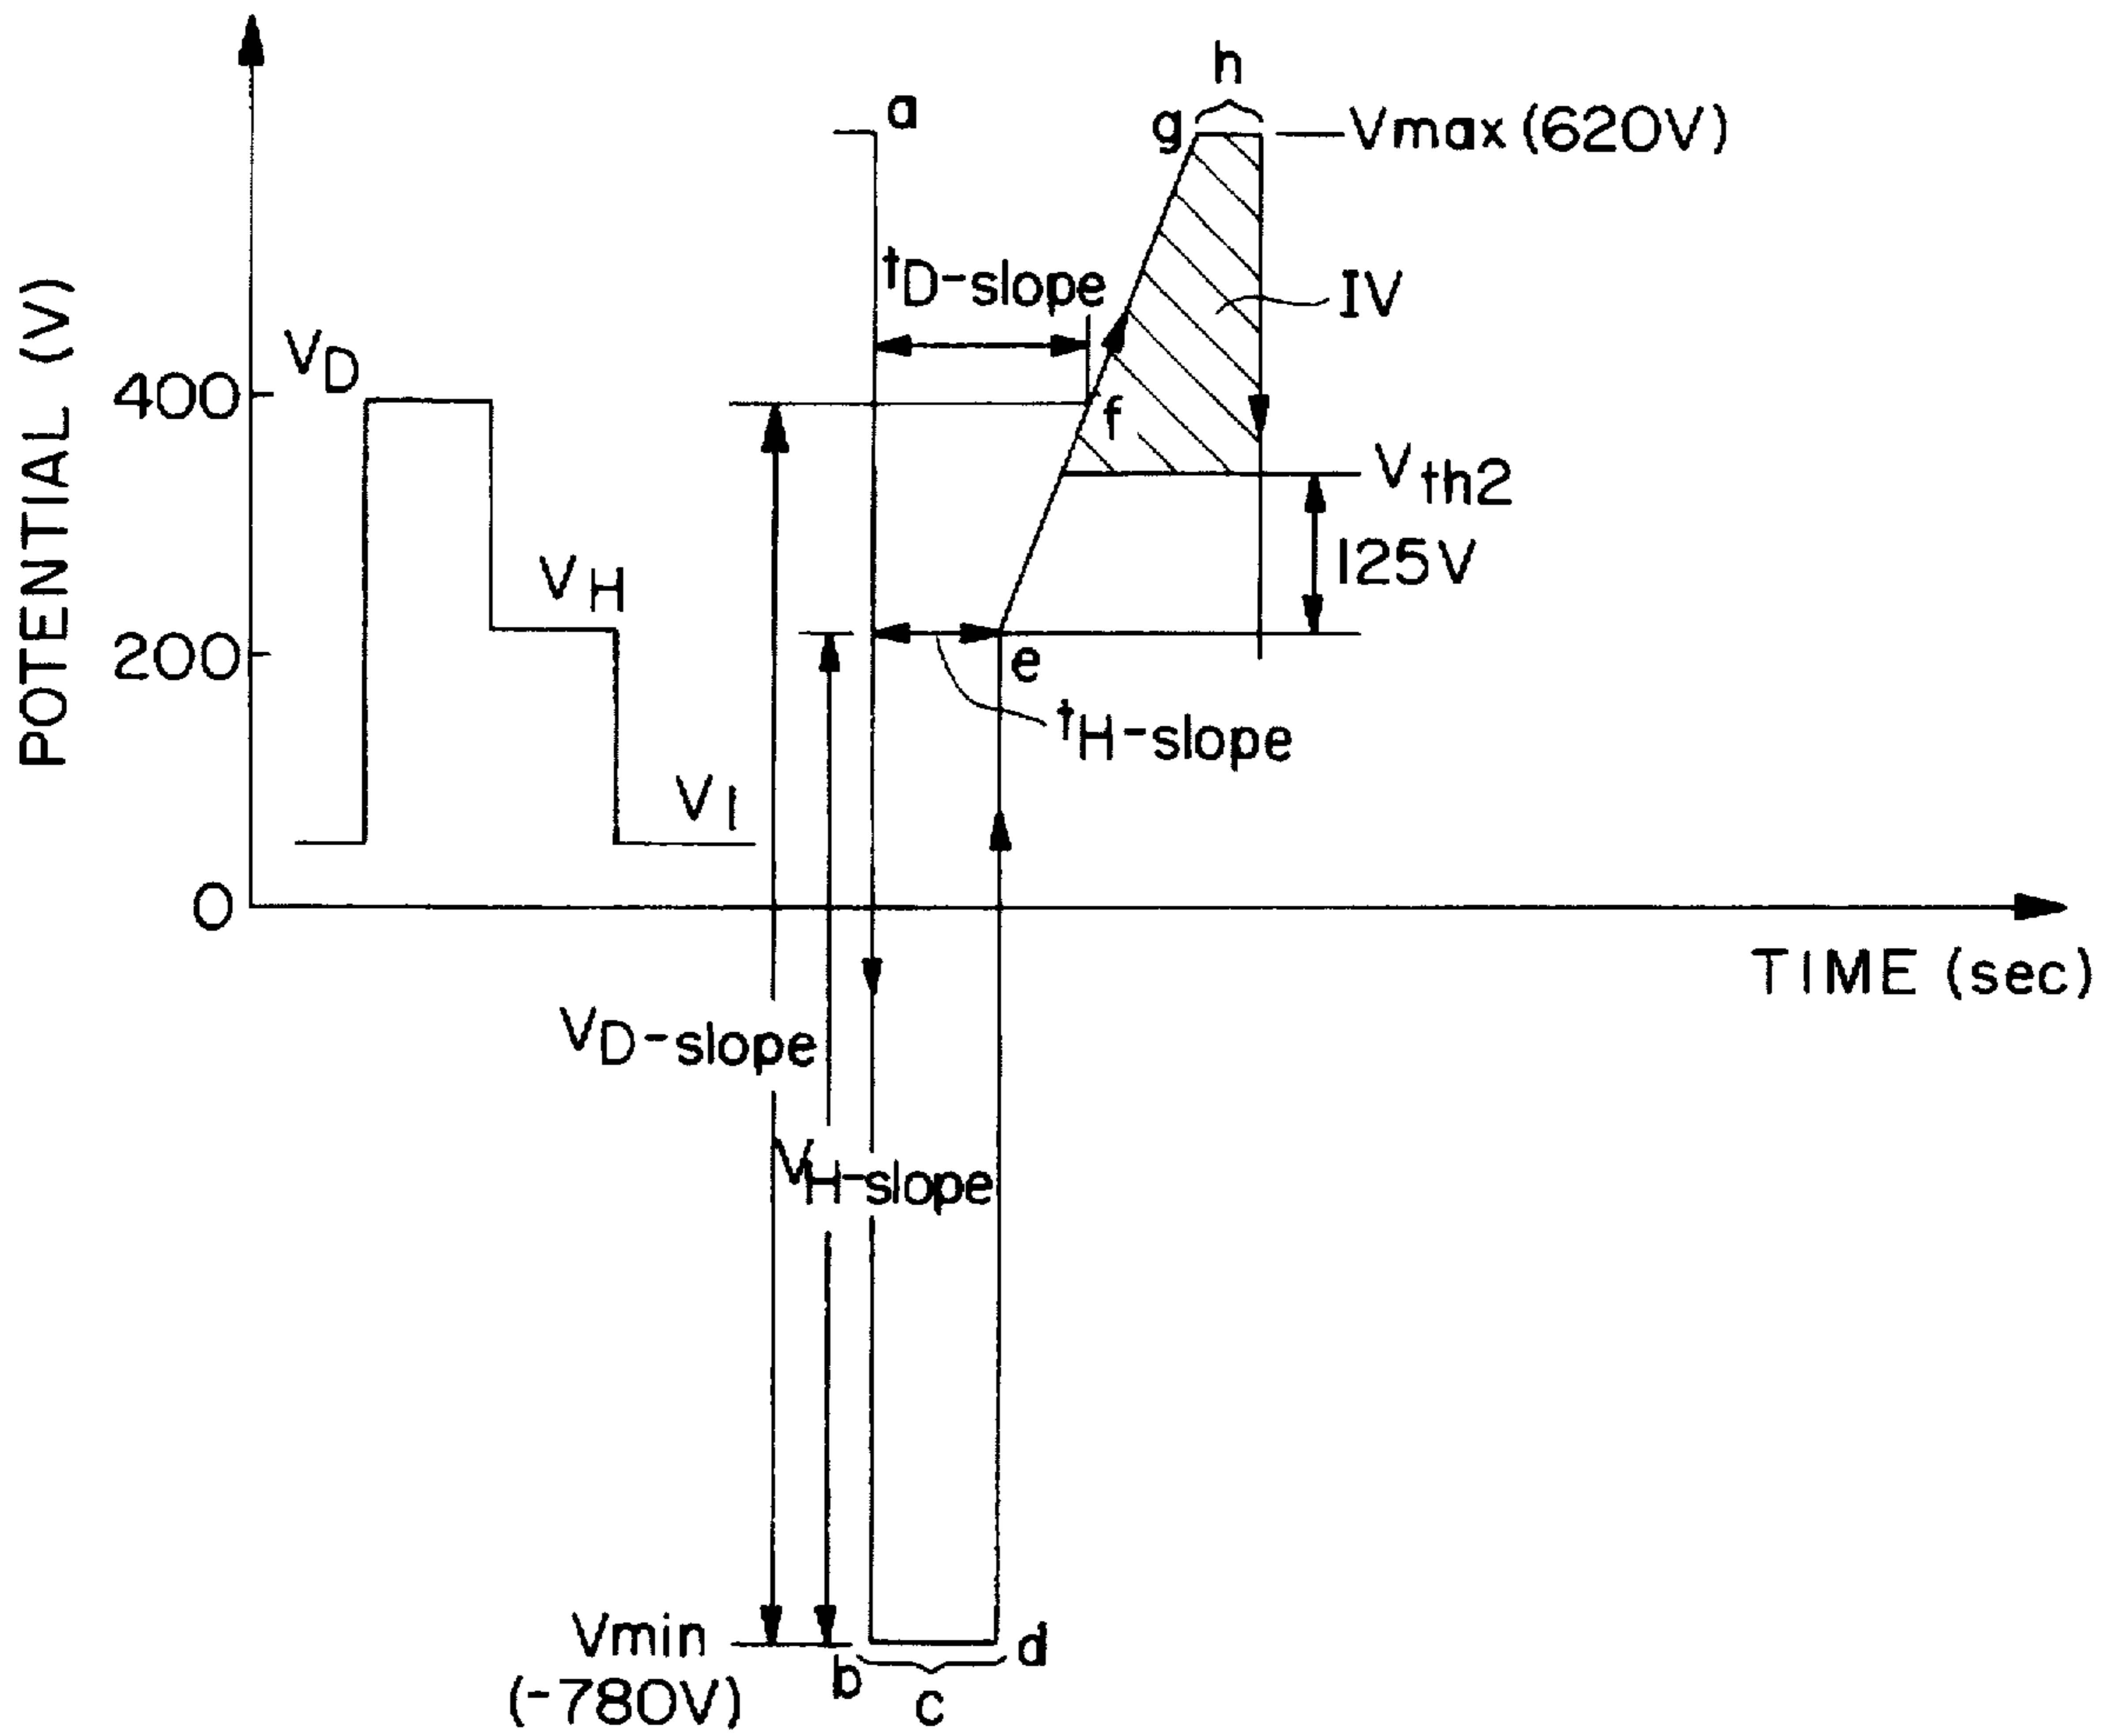 h
a
g
Vmax (620V)
tD-slope
IV
VD
400
f
Vth2
POTENTIAL (V)
VH
125V
200
e
tH-slope
VI
0
TIME (sec)
VD-slope
VH-slope
Vmin
(-780V)
b
d
c